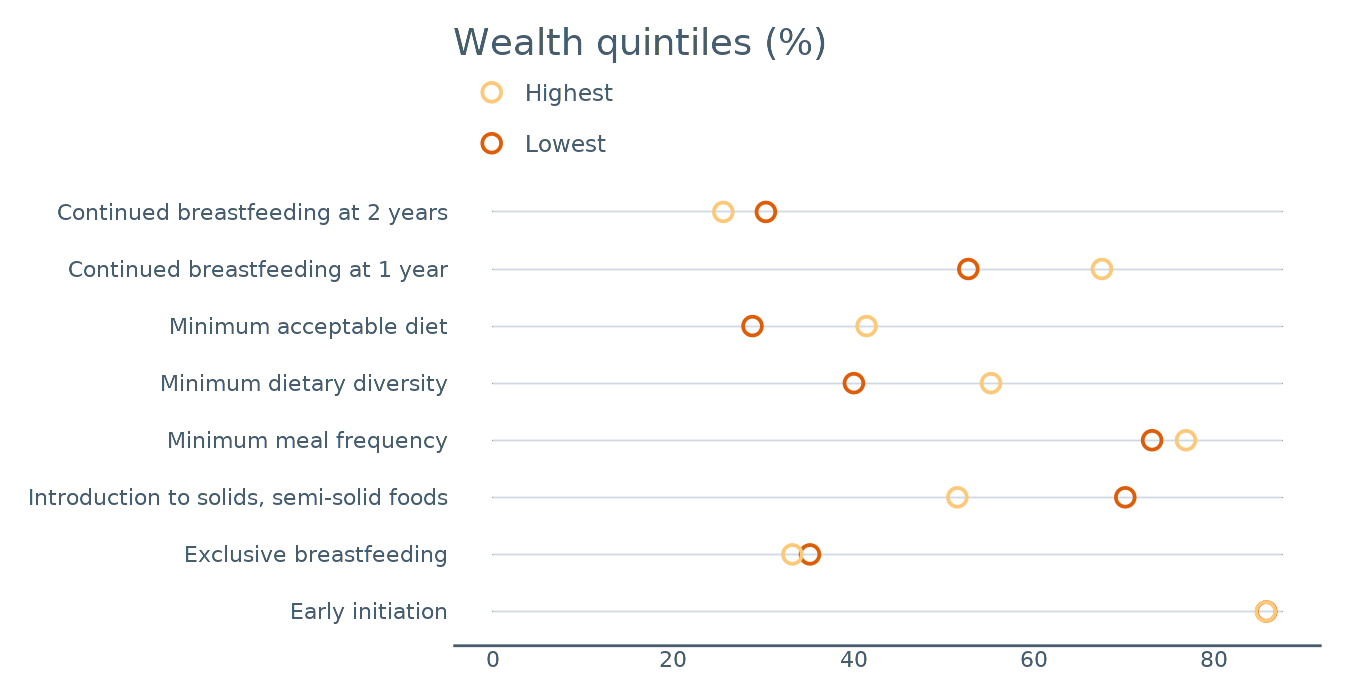 Wealth quintiles (%)
Highest
Lowest
Continued breastfeeding at 2 years
Continued breastfeeding at 1 year
Minimum acceptable diet
Minimum dietary diversity
Minimum meal frequency
Introduction to solids, semi-solid foods
Exclusive breastfeeding
Early initiation
0 20 40 60 80